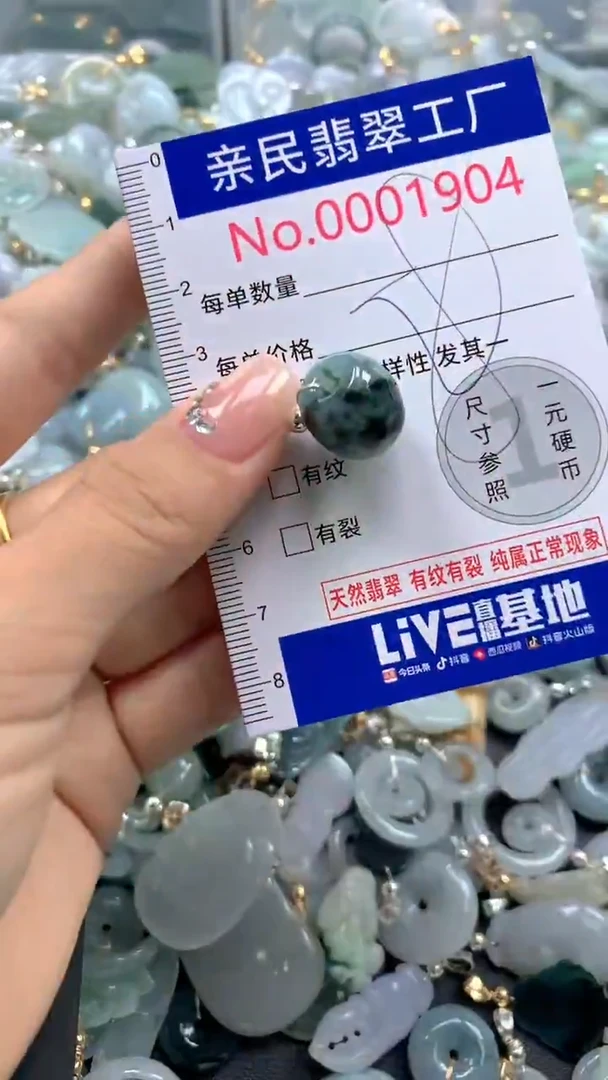 亲民翡翠工厂
No.0001904
0
1
2
3
6
7
8
每单数量
每单价格
样性 发其一
有纹
有裂
尺寸参照
一元硬币
1
天然翡翠 有纹有裂 纯属正常现象
LiVE直播基地
今日头条 抖音 西瓜视频 抖音火山版